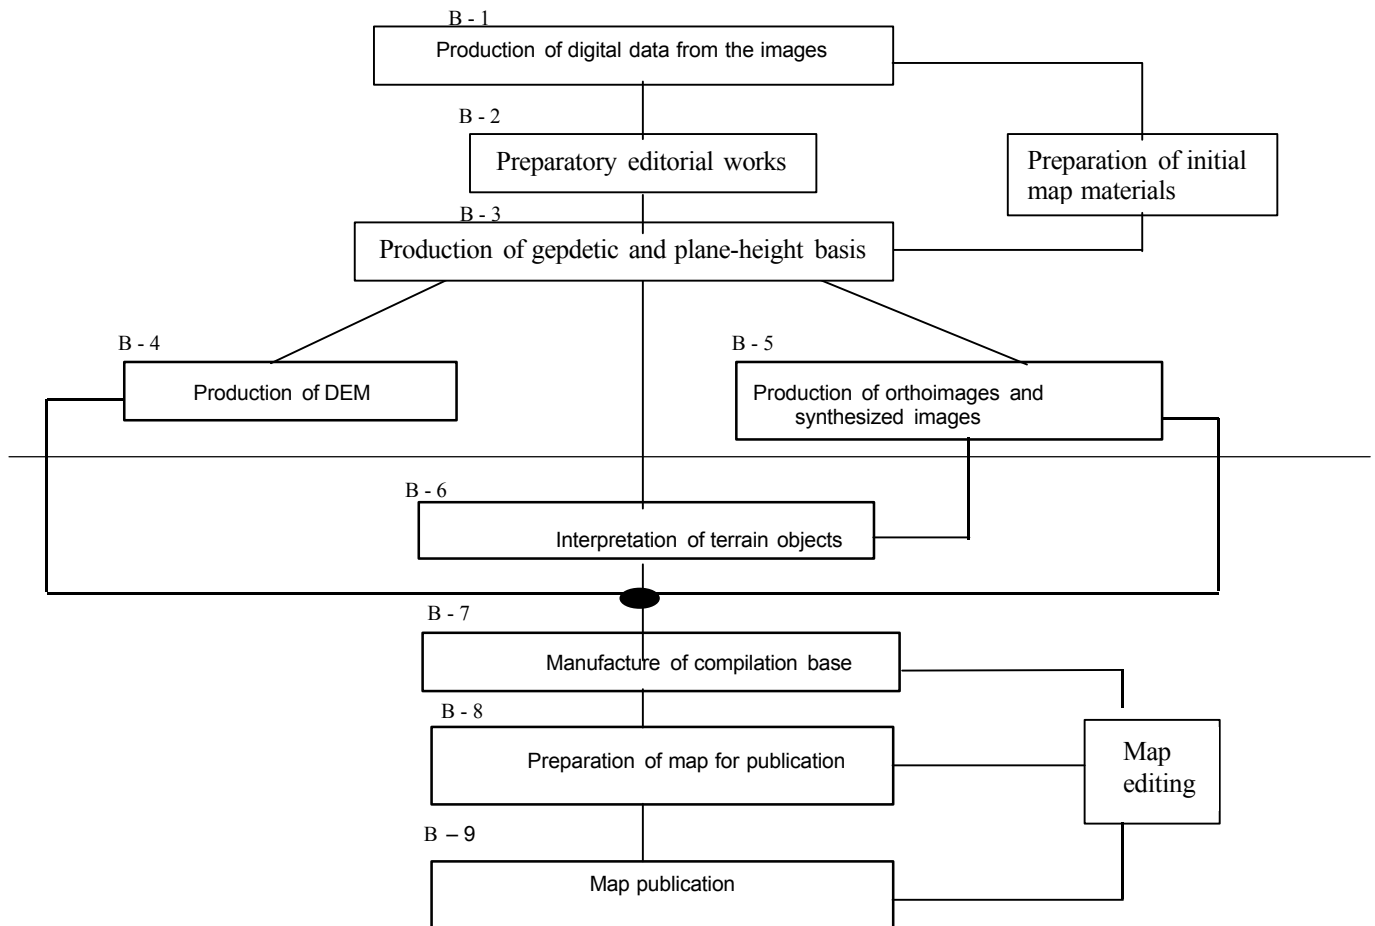 B - 1
Production of digital data from the images
B - 2
Preparatory editorial works
Preparation of initial
map materials
B - 3
Production of gepdetic and plane-height basis
B - 4
Production of DEM
B - 5
Production of orthoimages and
synthesized images
B - 6
Interpretation of terrain objects
B - 7
Manufacture of compilation base
B - 8
Preparation of map for publication
Map
editing
B – 9
Map publication